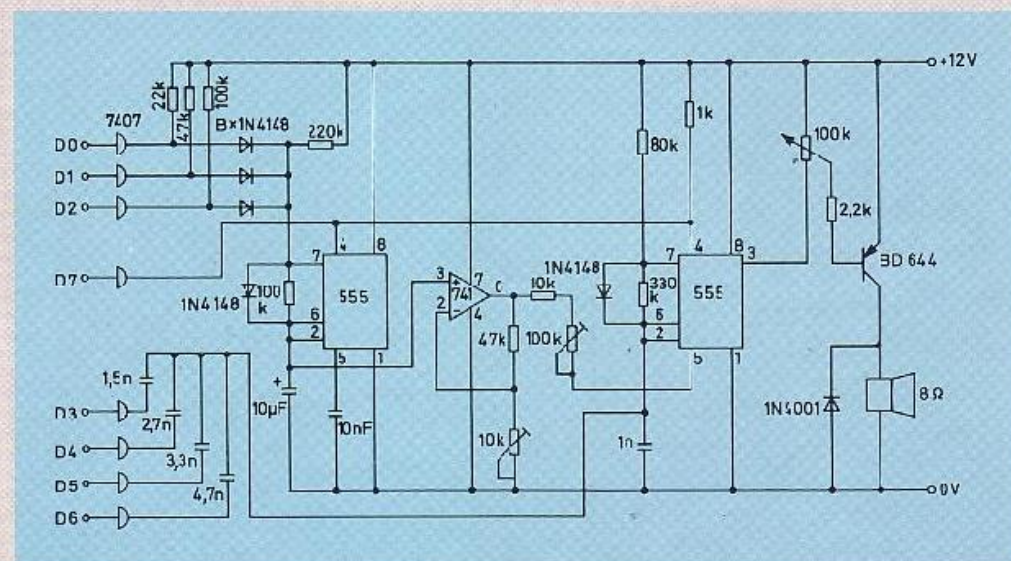 +12V
22k
47k
100k
7407
B×1N4148
220k
80k
1k
100k
D0
D1
D2
2,2k
D7
4
8
7
4
8
3
BD 644
1N4148
100
k
555
6
2
5
1
3
+
741
7
C
2
-
4
10k
1N4148
7
330
k
555
6
2
5
1
47k
100k
1,5n
D3
2,7n
D4
3,3n
D5
4,7n
D6
+
10µF
10nF
10k
1n
1N4001
8Ω
0V